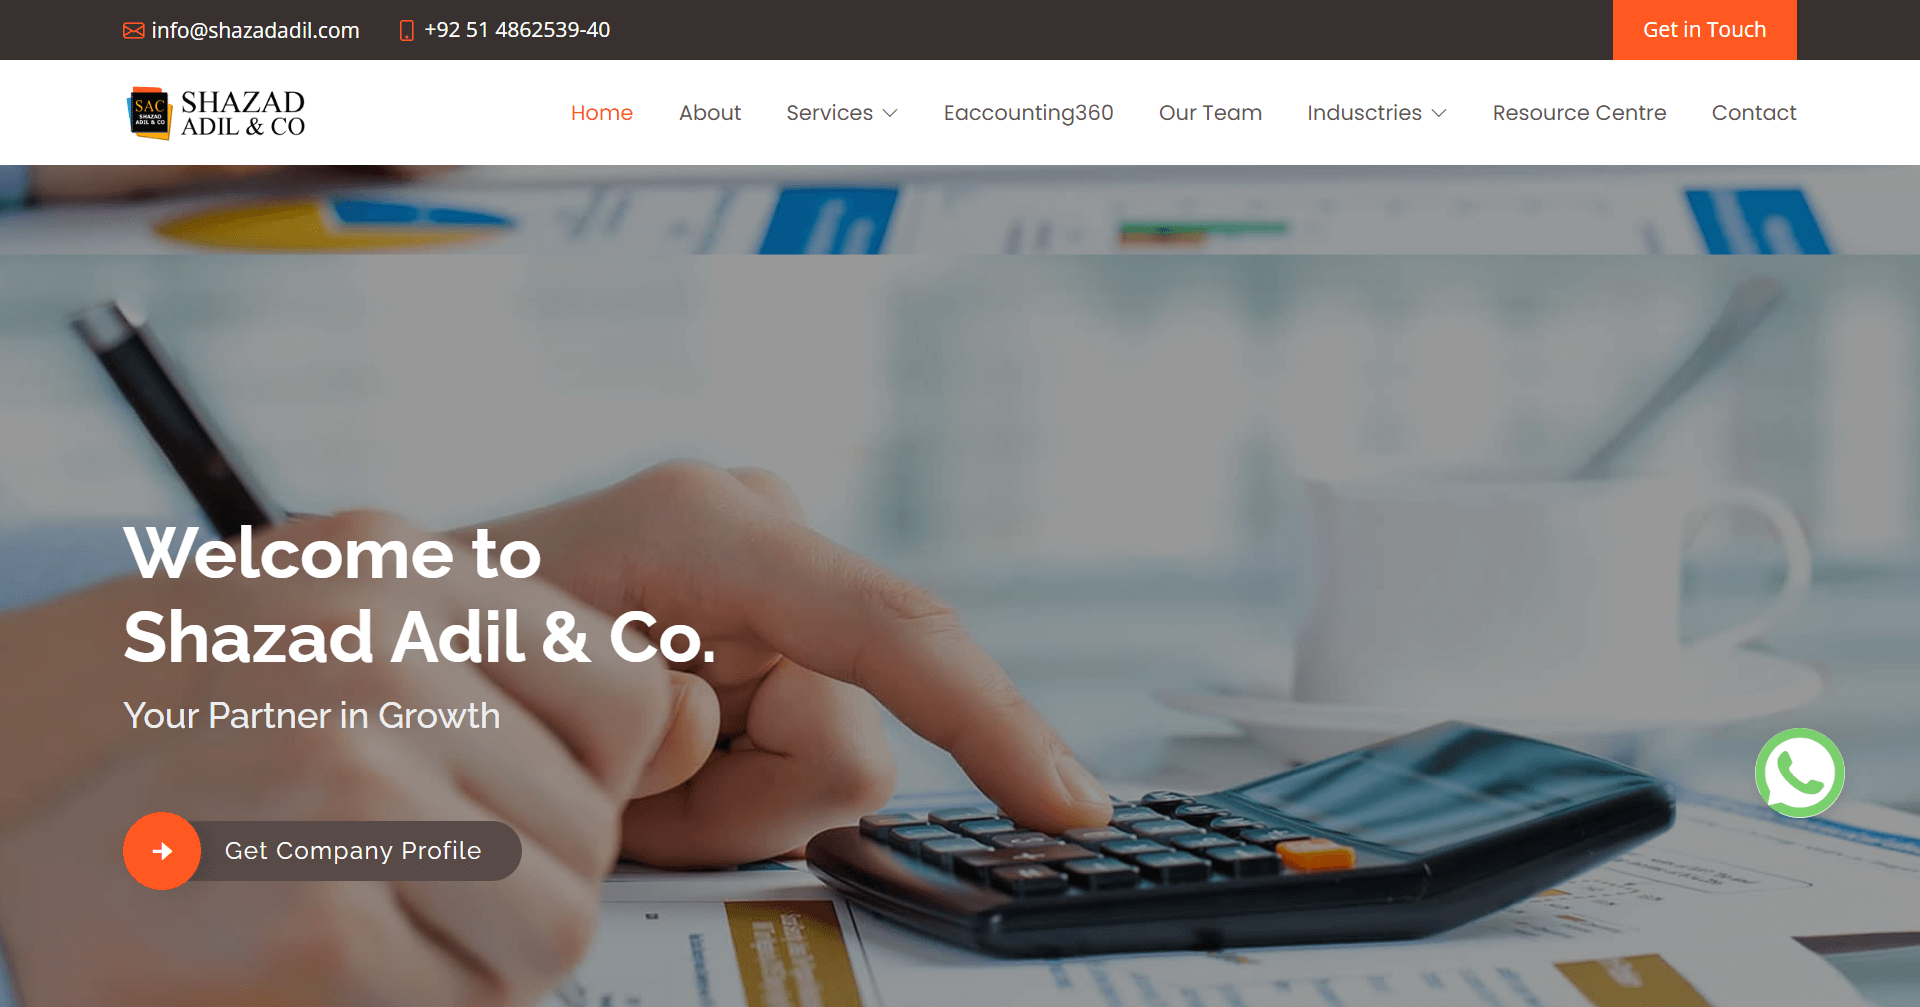 info@shazadadil.com
+92 51 4862539-40
Get in Touch
SAC
SHAZAD
ADIL & CO
SHAZAD
ADIL & CO
Home
About
Services
Eaccounting360
Our Team
Indusctries
Resource Centre
Contact
Welcome to
Shazad Adil & Co.
Your Partner in Growth
Get Company Profile